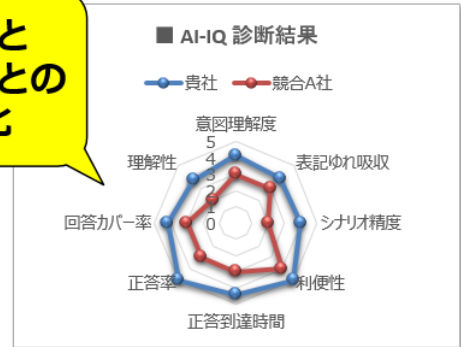 と
との
■ AI-IQ 診断結果
貴社 競合A社
意図理解度
表記ゆれ吸収
シナリオ精度
利便性
正答到達時間
正答率
回答カバー率
理解性
5
4
3
2
1
0